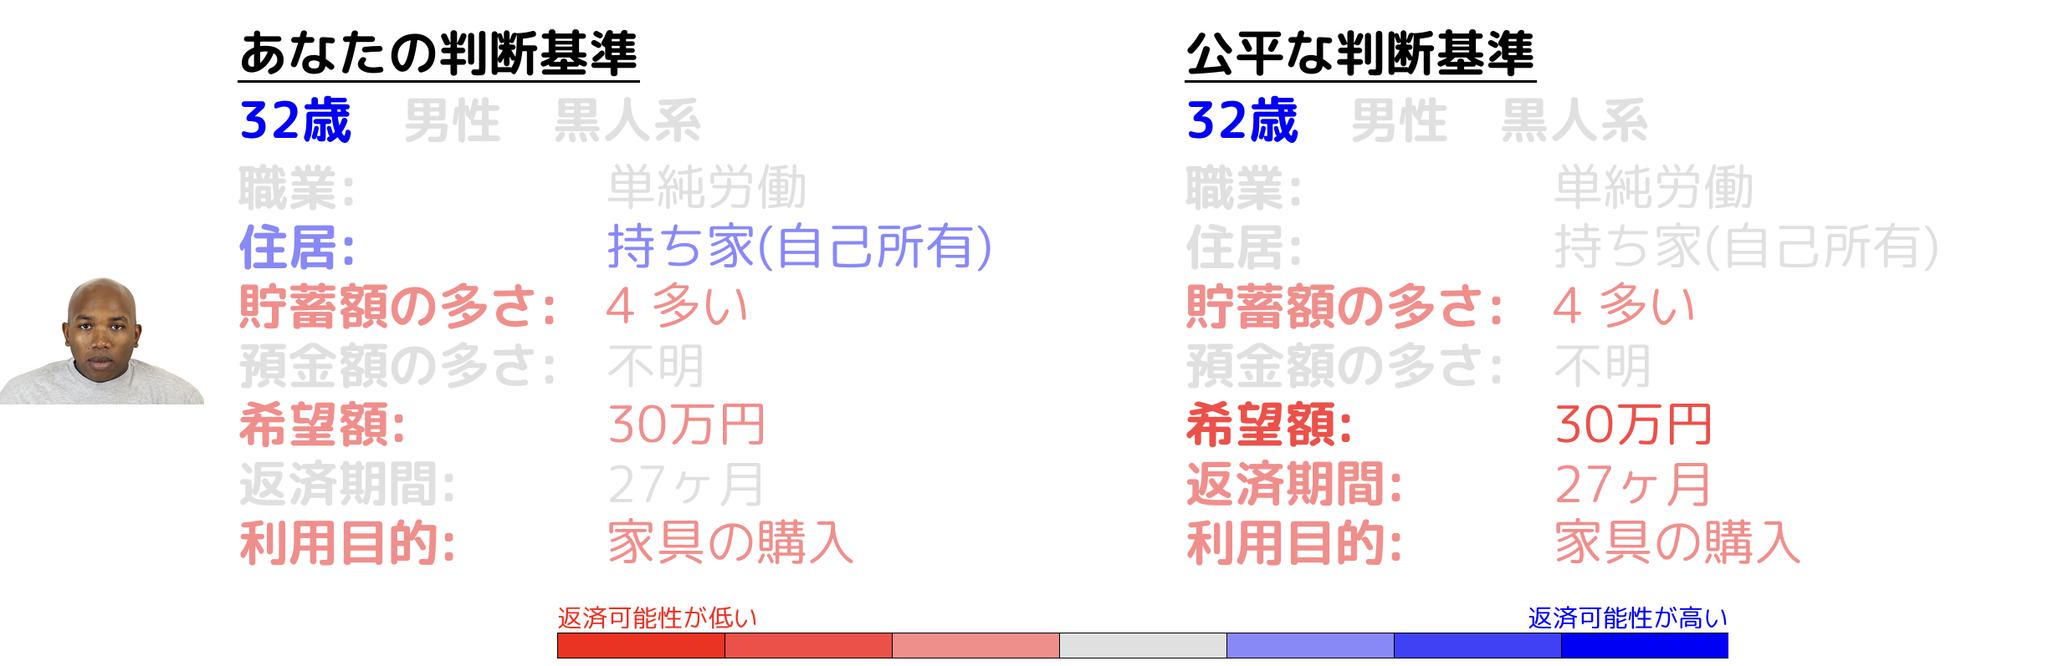 あなたの判断基準
32歳 男性 黒人系
職業: 単純労働
住居: 持ち家(自己所有)
貯蓄額の多さ: 4 多い
預金額の多さ: 不明
希望額: 30万円
返済期間: 27ヶ月
利用目的: 家具の購入
公平な判断基準
32歳 男性 黒人系
職業: 単純労働
住居: 持ち家(自己所有)
貯蓄額の多さ: 4 多い
預金額の多さ: 不明
希望額: 30万円
返済期間: 27ヶ月
利用目的: 家具の購入
返済可能性が低い
返済可能性が高い